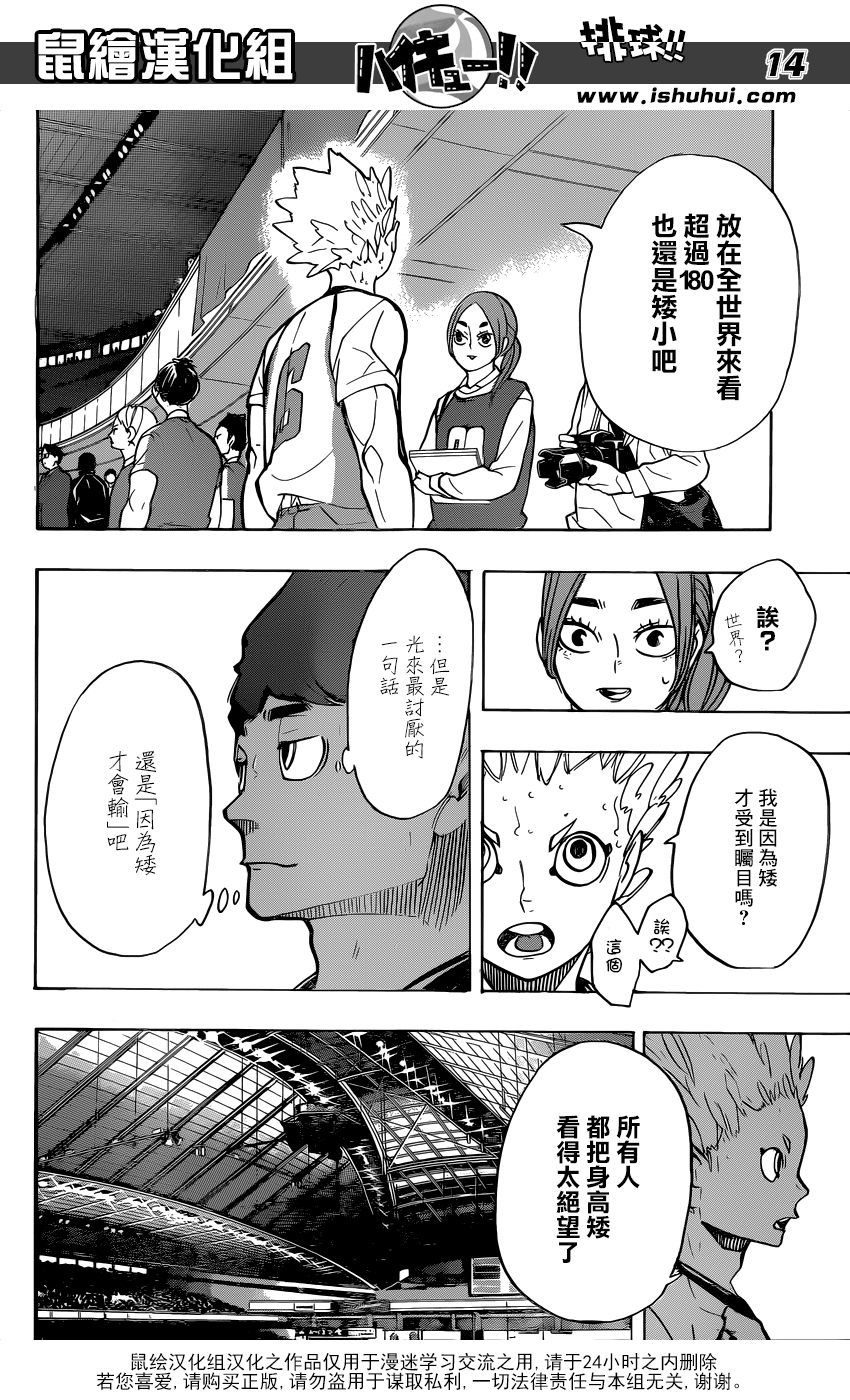 鼠繪漢化組
ハイキュー!!
排球!!
14
www.ishuhui.com
放在全世界來看
超過180
也還是矮小吧
誒?
世界?
我是因為矮
才受到矚目嗎?
誒??
這個
…但是
光來最討厭的
一句話
還是「因為矮
才會輸」吧
所有人
都把身高矮
看得太絕望了
鼠绘汉化组汉化之作品仅用于漫迷学习交流之用,请于24小时之内删除
若您喜爱,请购买正版,请勿盗用于谋取私利,一切法律责任与本组无关,谢谢。